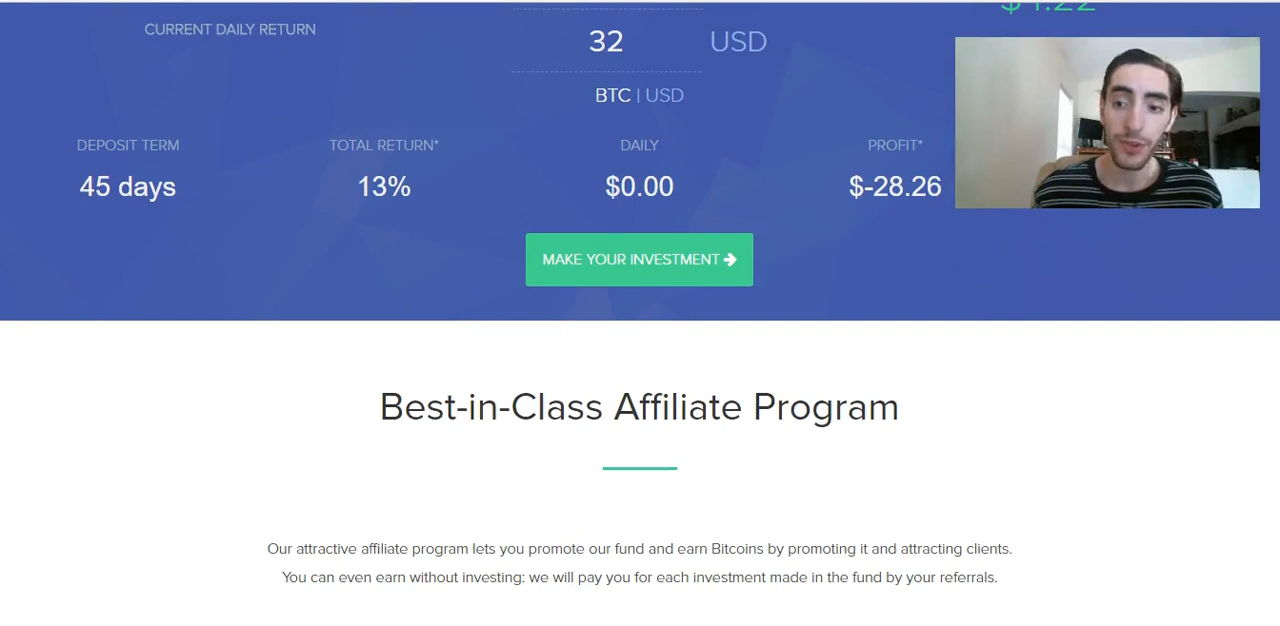 $4.22
CURRENT DAILY RETURN
32 USD
BTC | USD
DEPOSIT TERM TOTAL RETURN* DAILY PROFIT*
45 days 13% $0.00 $-28.26
MAKE YOUR INVESTMENT
Best-in-Class Affiliate Program
Our attractive affiliate program lets you promote our fund and earn Bitcoins by promoting it and attracting clients.
You can even earn without investing: we will pay you for each investment made in the fund by your referrals.